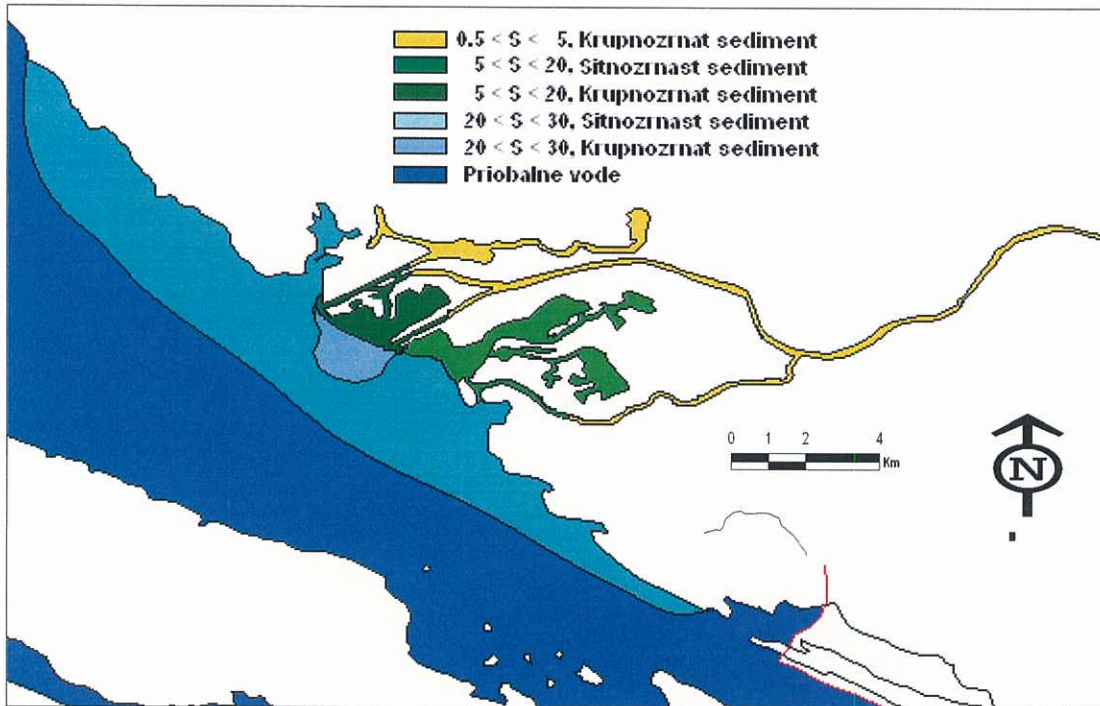 0.5 < S < 5, Krupnozrnat sediment
5 < S < 20, Sitnozrnast sediment
5 < S < 20, Krupnozrnat sediment
20 < S < 30, Sitnozrnast sediment
20 < S < 30, Krupnozrnat sediment
Priobalne vode
0 1 2 4
Km
N